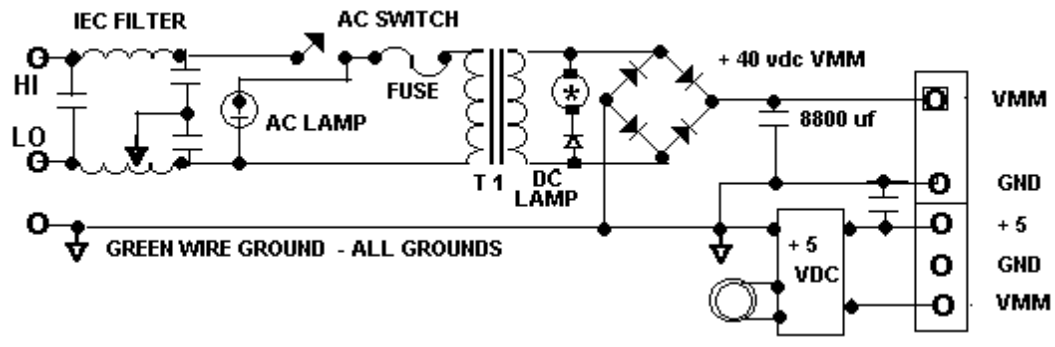 IEC FILTER
AC SWITCH
HI
FUSE
+ 40 vdc VMM
VMM
AC LAMP
8800 uf
LO
T 1
DC
LAMP
GND
GREEN WIRE GROUND - ALL GROUNDS
+ 5
VDC
+ 5
GND
VMM